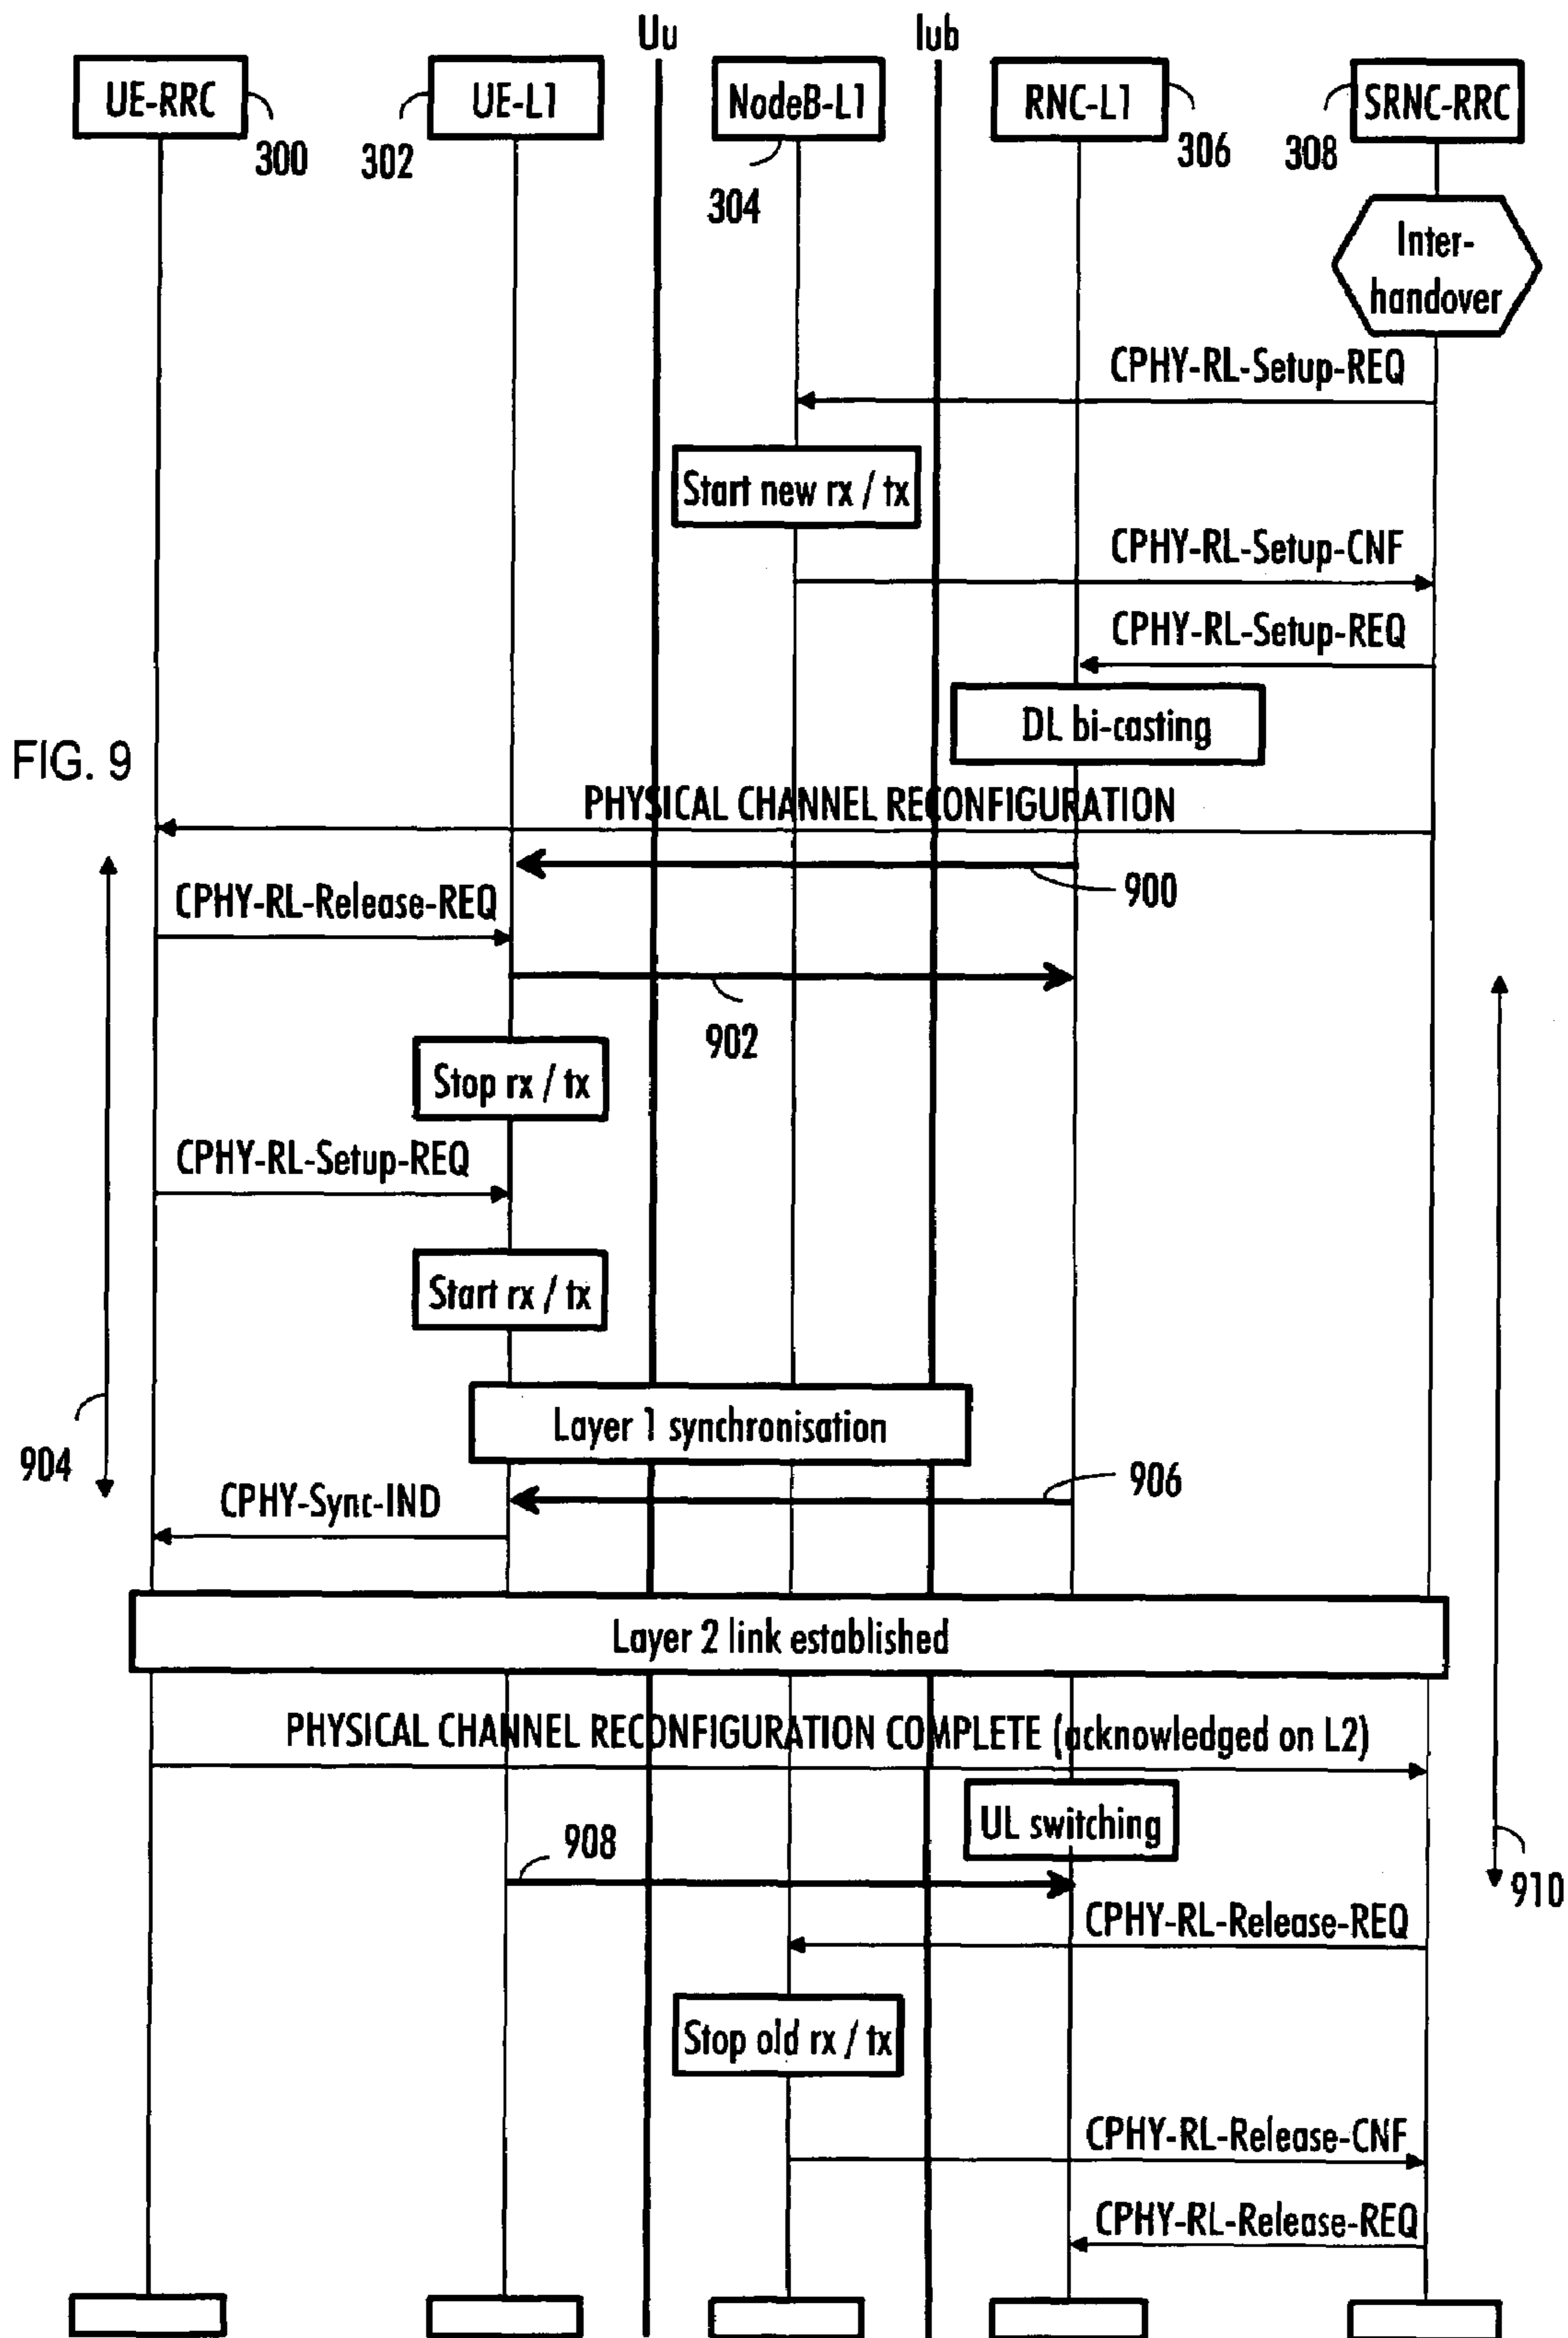 Uu
Iub
UE-RRC
UE-L1
NodeB-L1
RNC-L1
SRNC-RRC
300
302
304
306
308
Inter-
handover
CPHY-RL-Setup-REQ
Start new rx / tx
CPHY-RL-Setup-CNF
CPHY-RL-Setup-REQ
DL bi-casting
FIG. 9
PHYSICAL CHANNEL RECONFIGURATION
900
CPHY-RL-Release-REQ
902
Stop rx / tx
CPHY-RL-Setup-REQ
Start rx / tx
Layer 1 synchronisation
904
906
CPHY-Sync-IND
Layer 2 link established
PHYSICAL CHANNEL RECONFIGURATION COMPLETE (acknowledged on L2)
UL switching
908
910
CPHY-RL-Release-REQ
Stop old rx / tx
CPHY-RL-Release-CNF
CPHY-RL-Release-REQ